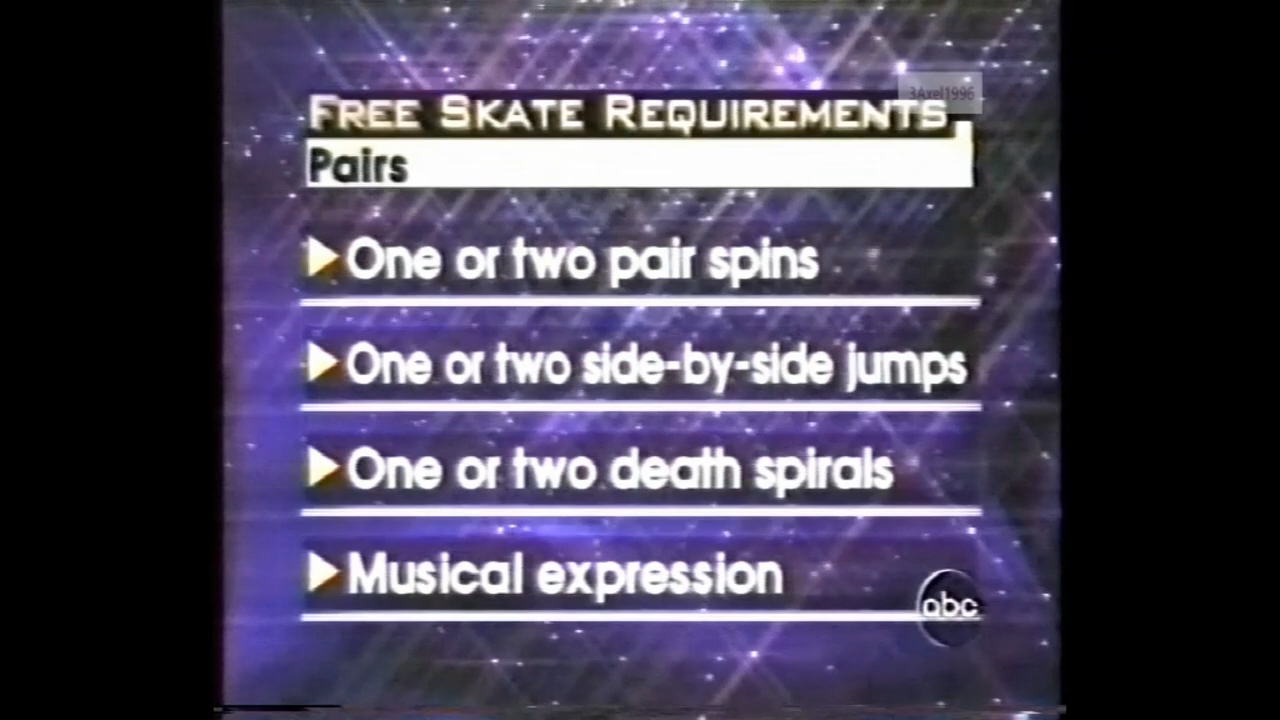 3Axel1996
FREE SKATE REQUIREMENTS
Pairs
One or two pair spins
One or two side-by-side jumps
One or two death spirals
Musical expression
abc